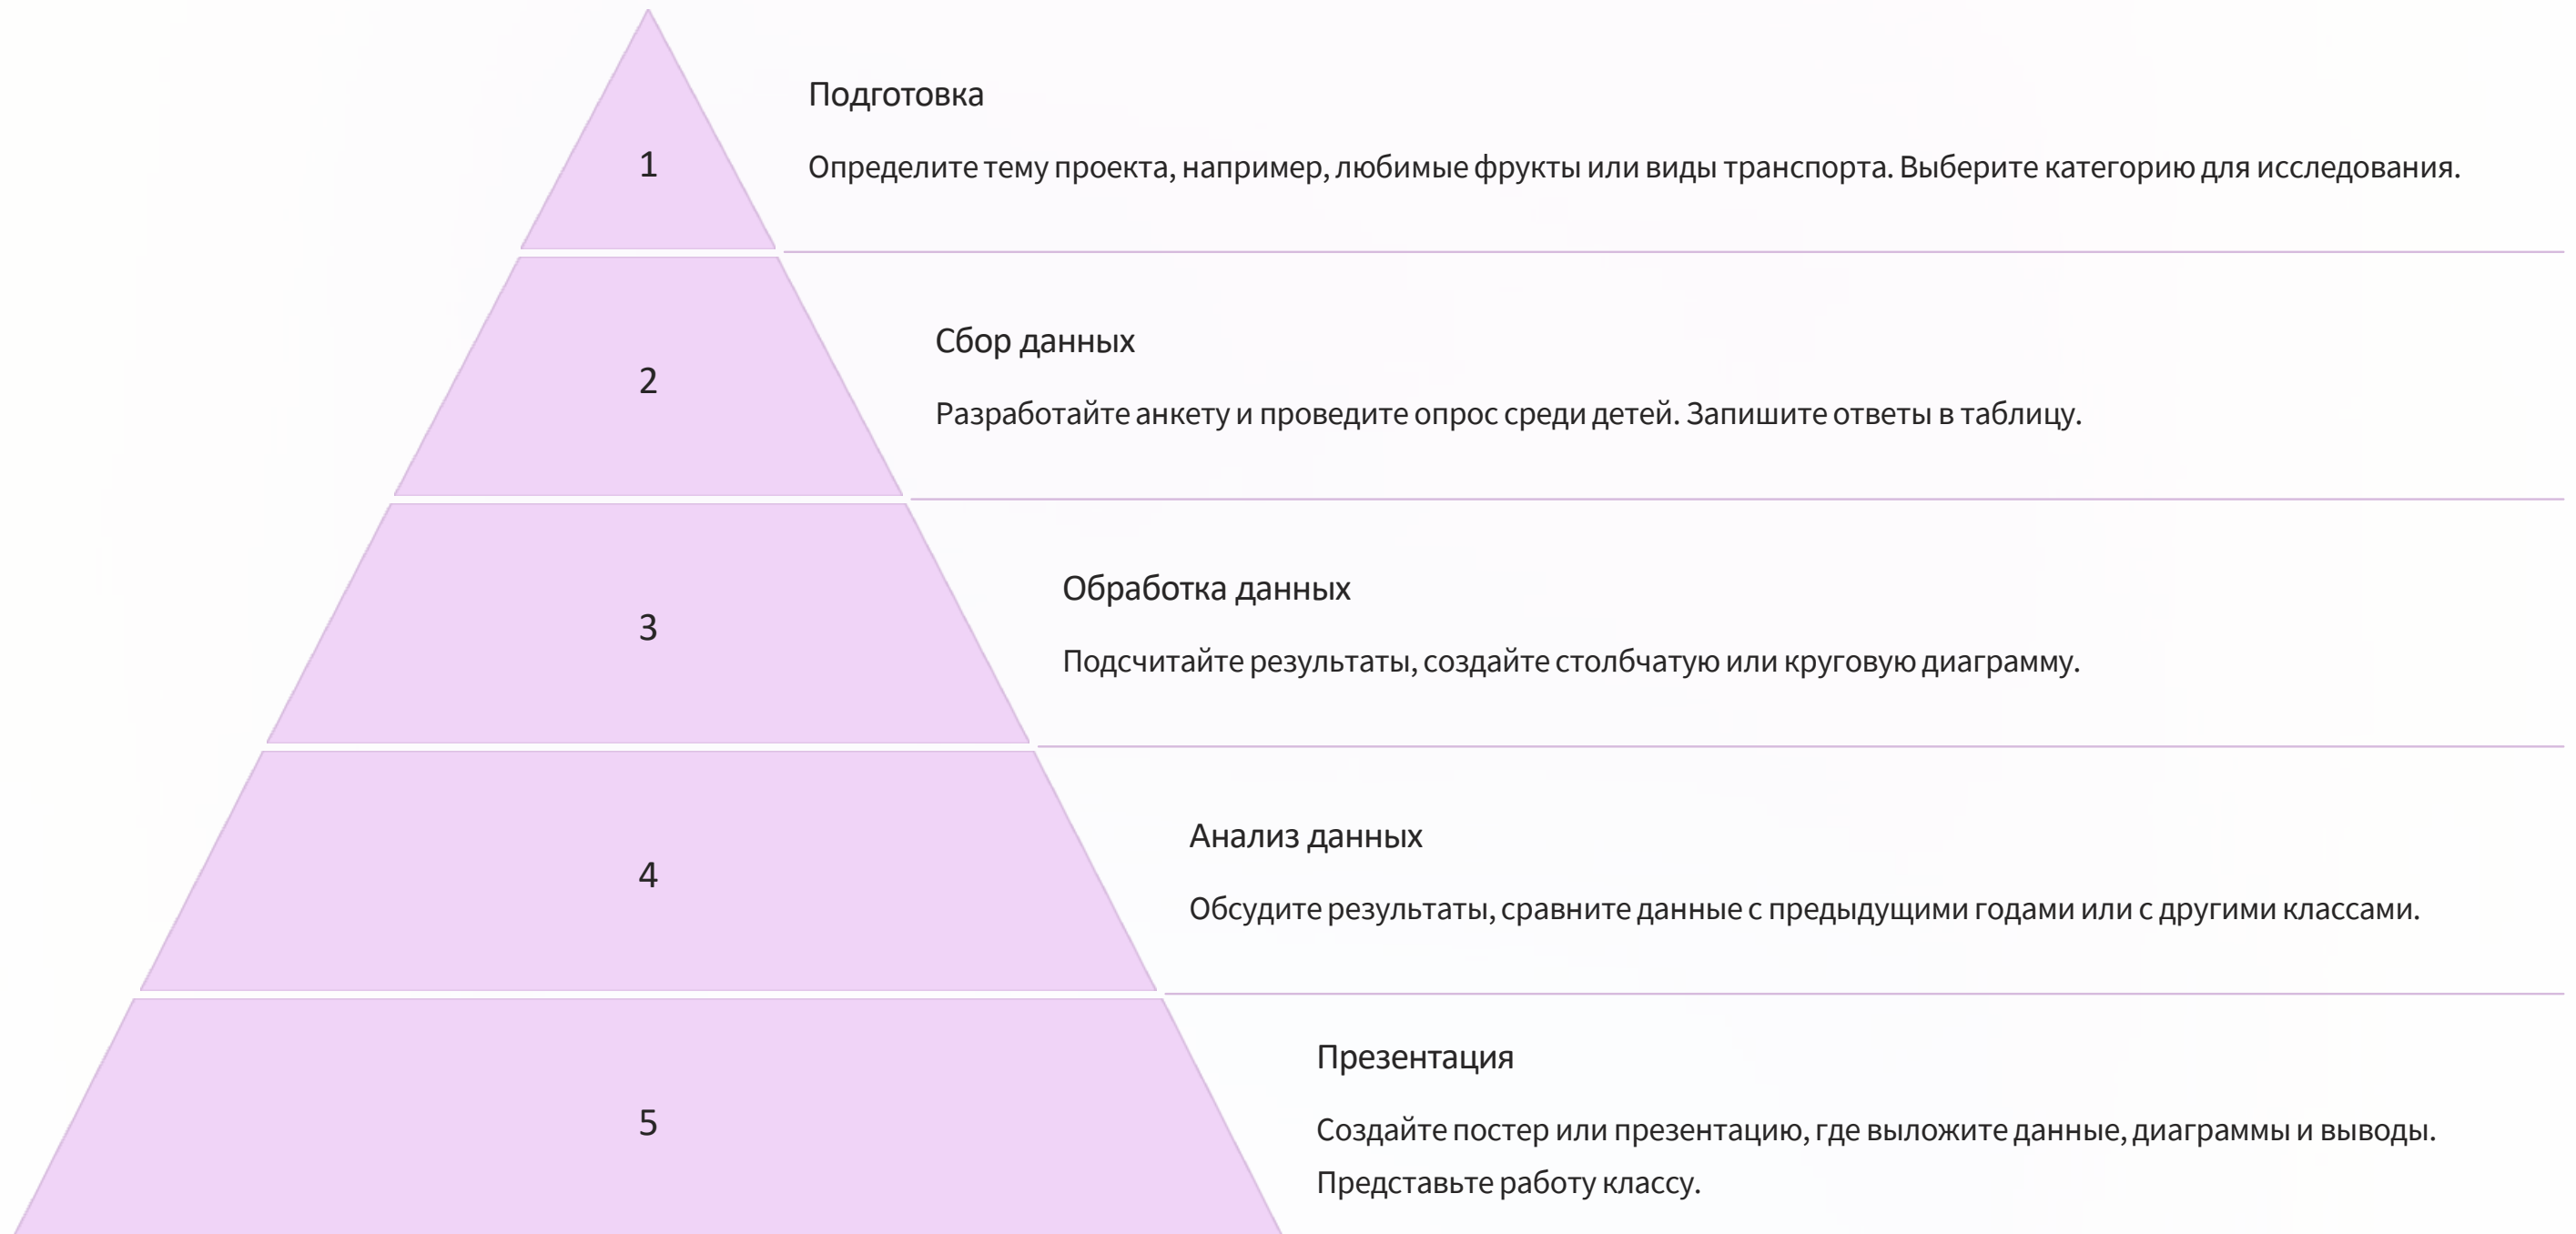 1
Подготовка
Определите тему проекта, например, любимые фрукты или виды транспорта. Выберите категорию для исследования.
2
Сбор данных
Разработайте анкету и проведите опрос среди детей. Запишите ответы в таблицу.
3
Обработка данных
Подсчитайте результаты, создайте столбчатую или круговую диаграмму.
4
Анализ данных
Обсудите результаты, сравните данные с предыдущими годами или с другими классами.
5
Презентация
Создайте постер или презентацию, где выложите данные, диаграммы и выводы.
Представьте работу классу.